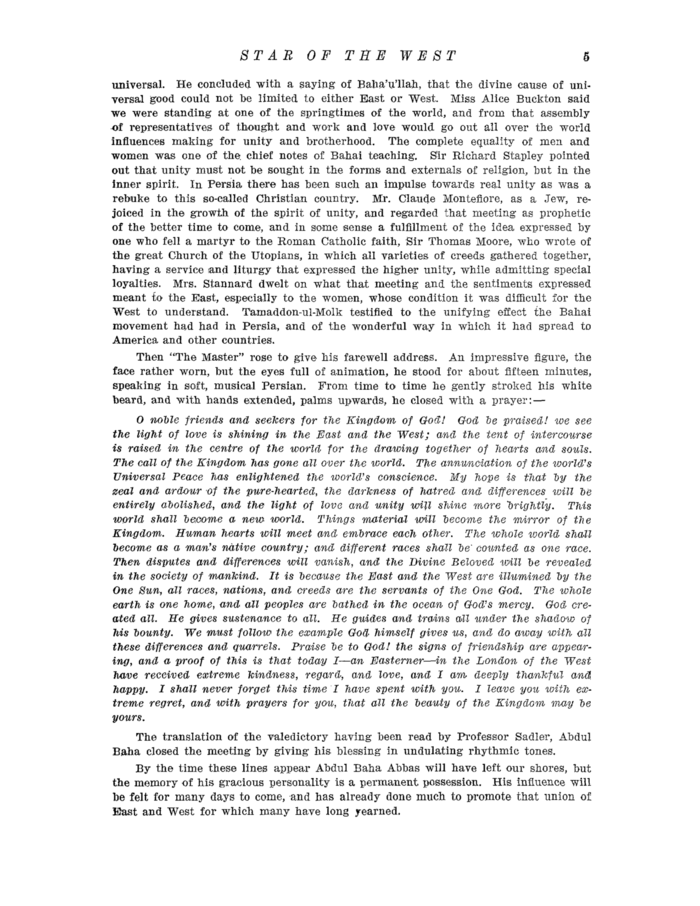 STAR OF THE WEST 5
universal. He concluded with a saying of Baha'u'llah, that the divine cause of uni-
versal good could not be limited to either East or West. Miss Alice Buckton said
we were standing at one of the springtimes of the world, and from that assembly
of representatives of thought and work and love would go out all over the world
influences making for unity and brotherhood. The complete equality of men and
women was one of the chief notes of Bahai teaching. Sir Richard Stapley pointed
out that unity must not be sought in the forms and externals of religion, but in the
inner spirit. In Persia there has been such an impulse towards real unity as was a
rebuke to this so-called Christian country. Mr. Claude Montefiore, as a Jew, re-
joiced in the growth of the spirit of unity, and regarded that meeting as prophetic
of the better time to come, and in some sense a fulfillment of the idea expressed by
one who fell a martyr to the Roman Catholic faith, Sir Thomas Moore, who wrote of
the great Church of the Utopians, in which all varieties of creeds gathered together,
having a service and liturgy that expressed the higher unity, while admitting special
loyalties. Mrs. Stannard dwelt on what that meeting and the sentiments expressed
meant to the East, especially to the women, whose condition it was difficult for the
West to understand. Tamaddon-ul-Molk testified to the unifying effect the Bahai
movement had had in Persia, and of the wonderful way in which it had spread to
America and other countries.
Then "The Master" rose to give his farewell address. An impressive figure, the
face rather worn, but the eyes full of animation, he stood for about fifteen minutes,
speaking in soft, musical Persian. From time to time he gently stroked his white
beard, and with hands extended, palms upwards, he closed with a prayer:—
O noble friends and seekers for the Kingdom of God! God be praised! we see
the light of love is shining in the East and the West; and the tent of intercourse
is raised in the centre of the world for the drawing together of hearts and souls.
The call of the Kingdom has gone all over the world. The annunciation of the world's
Universal Peace has enlightened the world's conscience. My hope is that by the
zeal and ardour of the pure-hearted, the darkness of hatred and differences will be
entirely abolished, and the light of love and unity will shine more brightly. This
world shall become a new world. Things material will become the mirror of the
Kingdom. Human hearts will meet and embrace each other. The whole world shall
become as a man's native country; and different races shall be counted as one race.
Then disputes and differences will vanish, and the Divine Beloved will be revealed
in the society of mankind. It is because the East and the West are illumined by the
One Sun, all races, nations, and creeds are the servants of the One God. The whole
earth is one home, and all peoples are bathed in the ocean of God's mercy. God cre-
ated all. He gives sustenance to all. He guides and trains all under the shadow of
his bounty. We must follow the example God himself gives us, and do away with all
these differences and quarrels. Praise be to God! the signs of friendship are appear-
ing, and a proof of this is that today I—an Easterner—in the London of the West
have received extreme kindness, regard, and love, and I am deeply thankful and
happy. I shall never forget this time I have spent with you. I leave you with ex-
treme regret, and with prayers for you, that all the beauty of the Kingdom may be
yours.
The translation of the valedictory having been read by Professor Sadler, Abdul
Baha closed the meeting by giving his blessing in undulating rhythmic tones.
By the time these lines appear Abdul Baha Abbas will have left our shores, but
the memory of his gracious personality is a permanent possession. His influence will
be felt for many days to come, and has already done much to promote that union of
East and West for which many have long yearned.